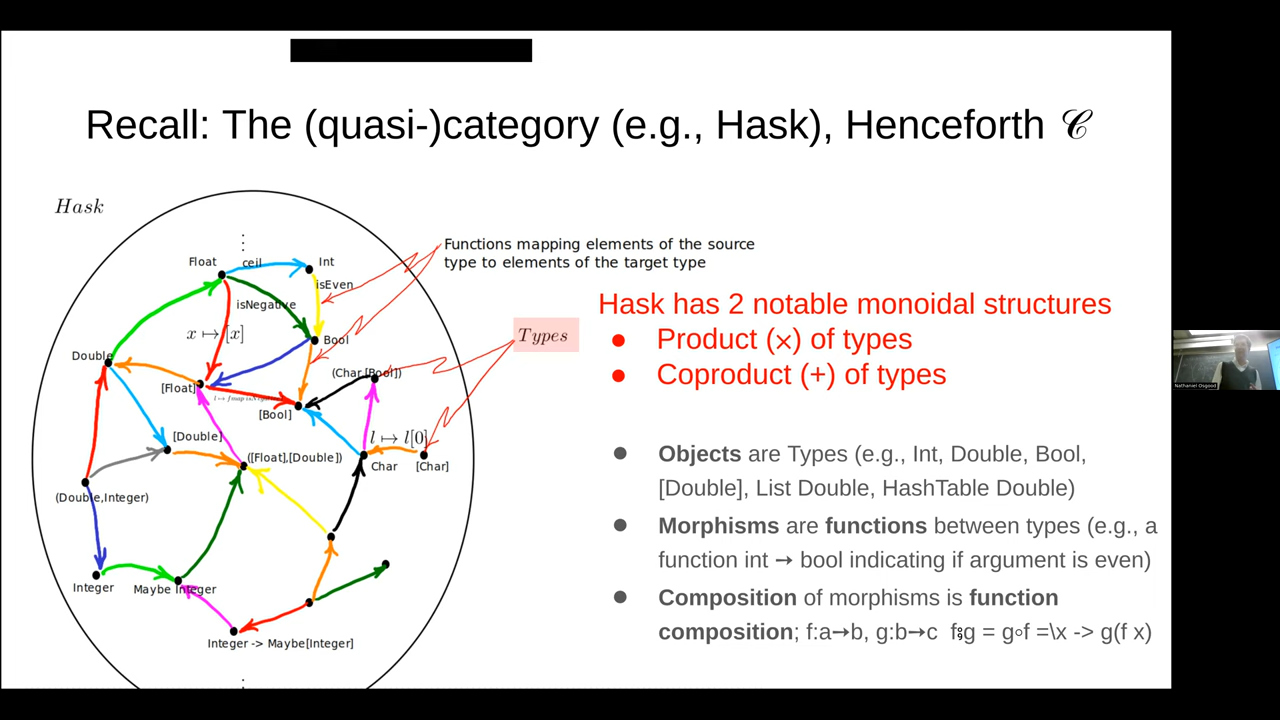 Recall: The (quasi-)category (e.g., Hask), Henceforth 𝒞
Hask
⋮
Functions mapping elements of the source
type to elements of the target type
Float
ceil
Int
isEven
isNegative
x ↦ [x]
Bool
Types
Double
(Char,[Bool])
[Float]
[Bool]
[Double]
l ↦ l[0]
([Float],[Double])
Char
[Char]
(Double,Integer)
Integer
Maybe Integer
Integer -> Maybe[Integer]
⋮
Hask has 2 notable monoidal structures
● Product (×) of types
● Coproduct (+) of types
● Objects are Types (e.g., Int, Double, Bool,
[Double], List Double, HashTable Double)
● Morphisms are functions between types (e.g., a
function int → bool indicating if argument is even)
● Composition of morphisms is function
composition; f:a→b, g:b→c f⨟g = g∘f =\x -> g(f x)
Nathaniel Osgood